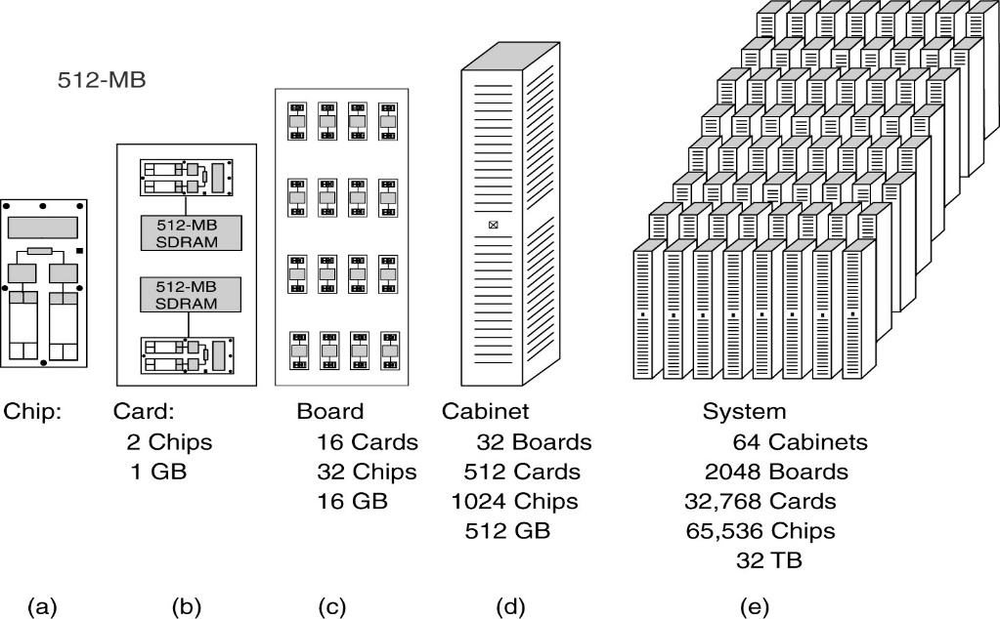 512-MB
512-MB
SDRAM
512-MB
SDRAM
Chip:
Card:
2 Chips
1 GB
Board
16 Cards
32 Chips
16 GB
Cabinet
32 Boards
512 Cards
1024 Chips
512 GB
System
64 Cabinets
2048 Boards
32,768 Cards
65,536 Chips
32 TB
(a)
(b)
(c)
(d)
(e)